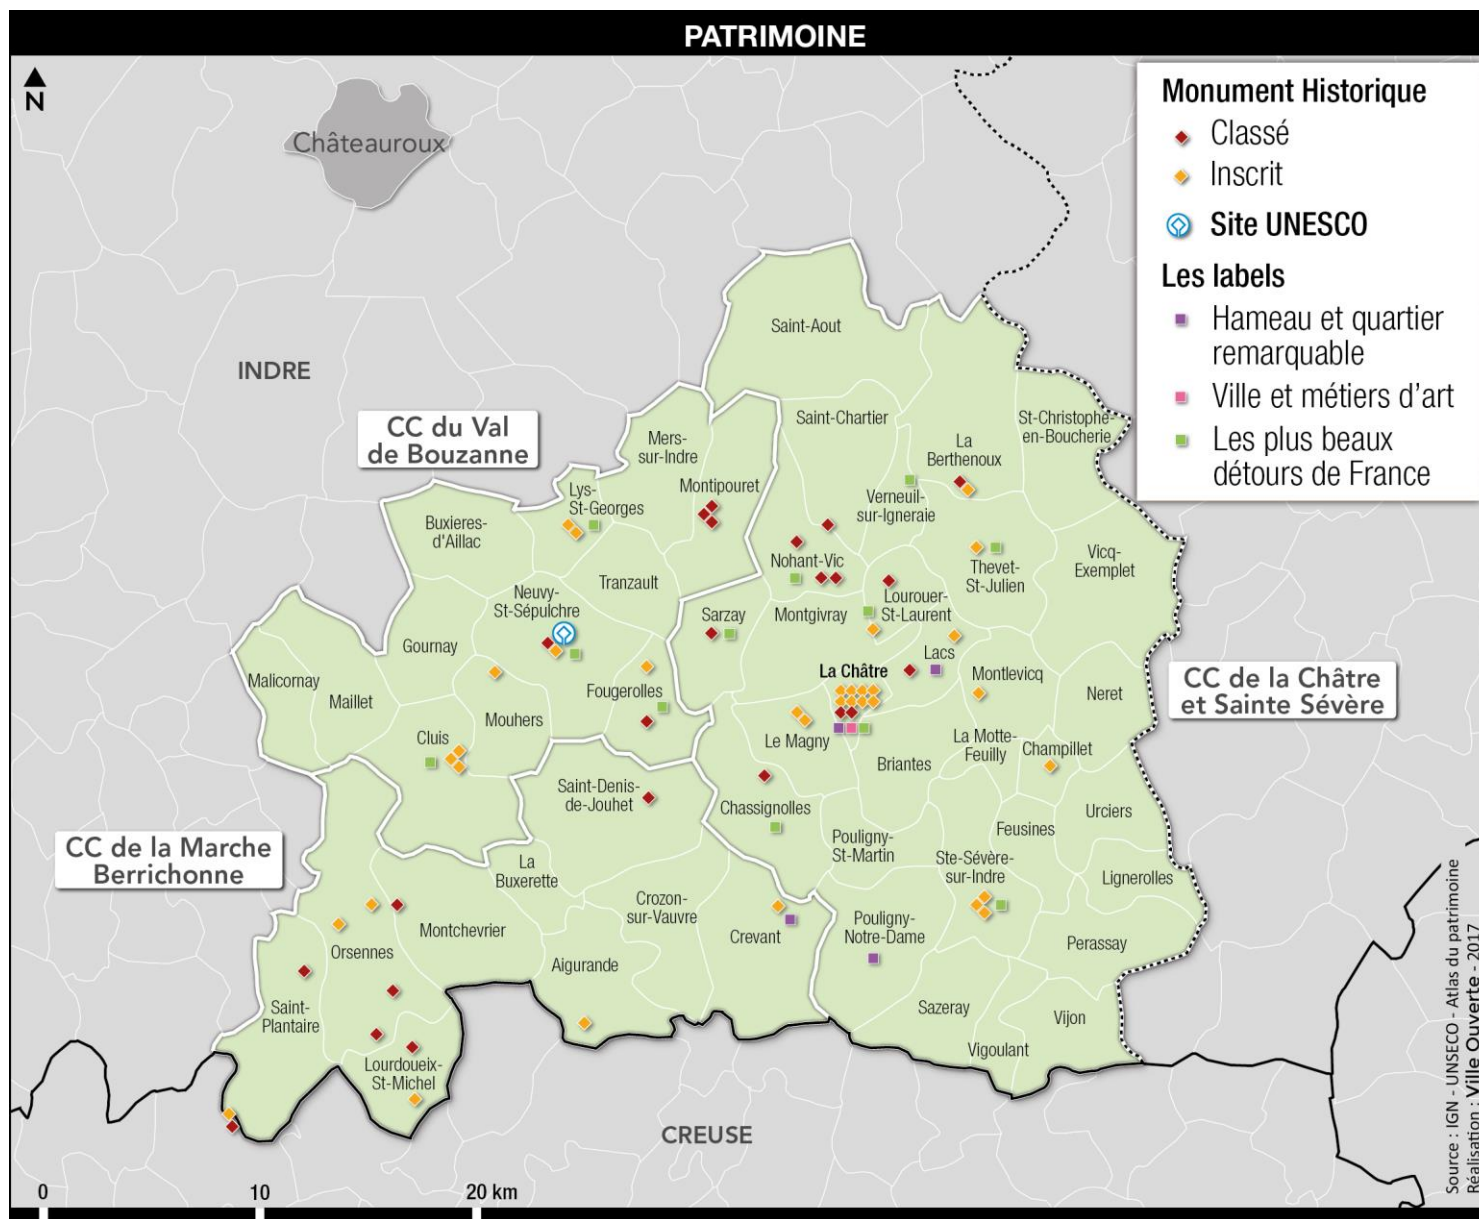 PATRIMOINE
N
Châteauroux
Monument Historique
Classé
Inscrit
Site UNESCO
Les labels
Hameau et quartier
remarquable
Ville et métiers d'art
Les plus beaux
détours de France
INDRE
CC du Val
de Bouzanne
Saint-Aout
Saint-Chartier
St-Christophe-
en-Boucherie
La
Berthenoux
Mers-
sur-Indre
Montipouret
Lys-
St-Georges
Verneuil-
sur-Igneraie
Buxieres-
d'Aillac
Vicq-
Exemplet
Nohant-Vic
Thevet-
St-Julien
Tranzault
Neuvy-
St-Sépulchre
Lourouer-
St-Laurent
Sarzay
Montgivray
Gournay
Lacs
La Châtre
Montlevicq
Malicornay
Maillet
Fougerolles
Neret
CC de la Châtre
et Sainte Sévère
Mouhers
Cluis
Le Magny
La Motte-
Feuilly
Champillet
Briantes
Saint-Denis-
de-Jouhet
Chassignolles
Urciers
Feusines
CC de la Marche
Berrichonne
Pouligny-
St-Martin
Ste-Sévère-
sur-Indre
La
Buxerette
Lignerolles
Crozon-
sur-Vauvre
Montchevrier
Crevant
Pouligny-
Notre-Dame
Perassay
Orsennes
Aigurande
Saint-
Plantaire
Sazeray
Vijon
Vigoulant
Lourdoueix-
St-Michel
CREUSE
0 10 20 km
Source : IGN - UNSECO - Atlas du patrimoine
Réalisation : Ville Ouverte - 2017